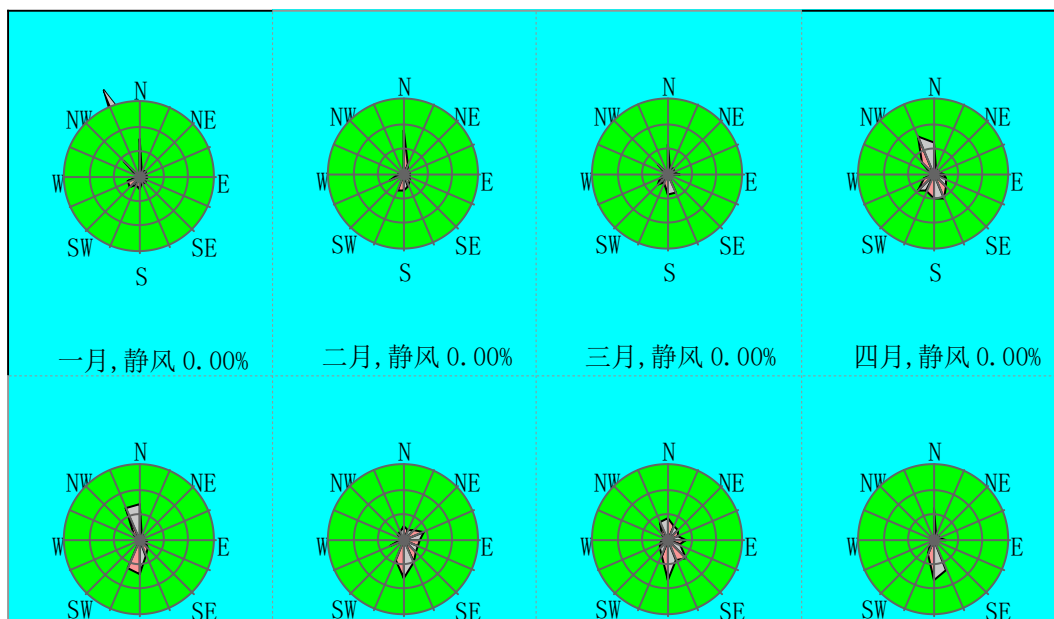 N N N N
NW NE NW NE NW NE NW NE
W E W E W E W E
SW SE SW SE SW SE SW SE
S S S S
一月,静风0.00% 二月,静风0.00% 三月,静风0.00% 四月,静风0.00%
N N N N
NW NE NW NE NW NE NW NE
W E W E W E W E
SW SE SW SE SW SE SW SE